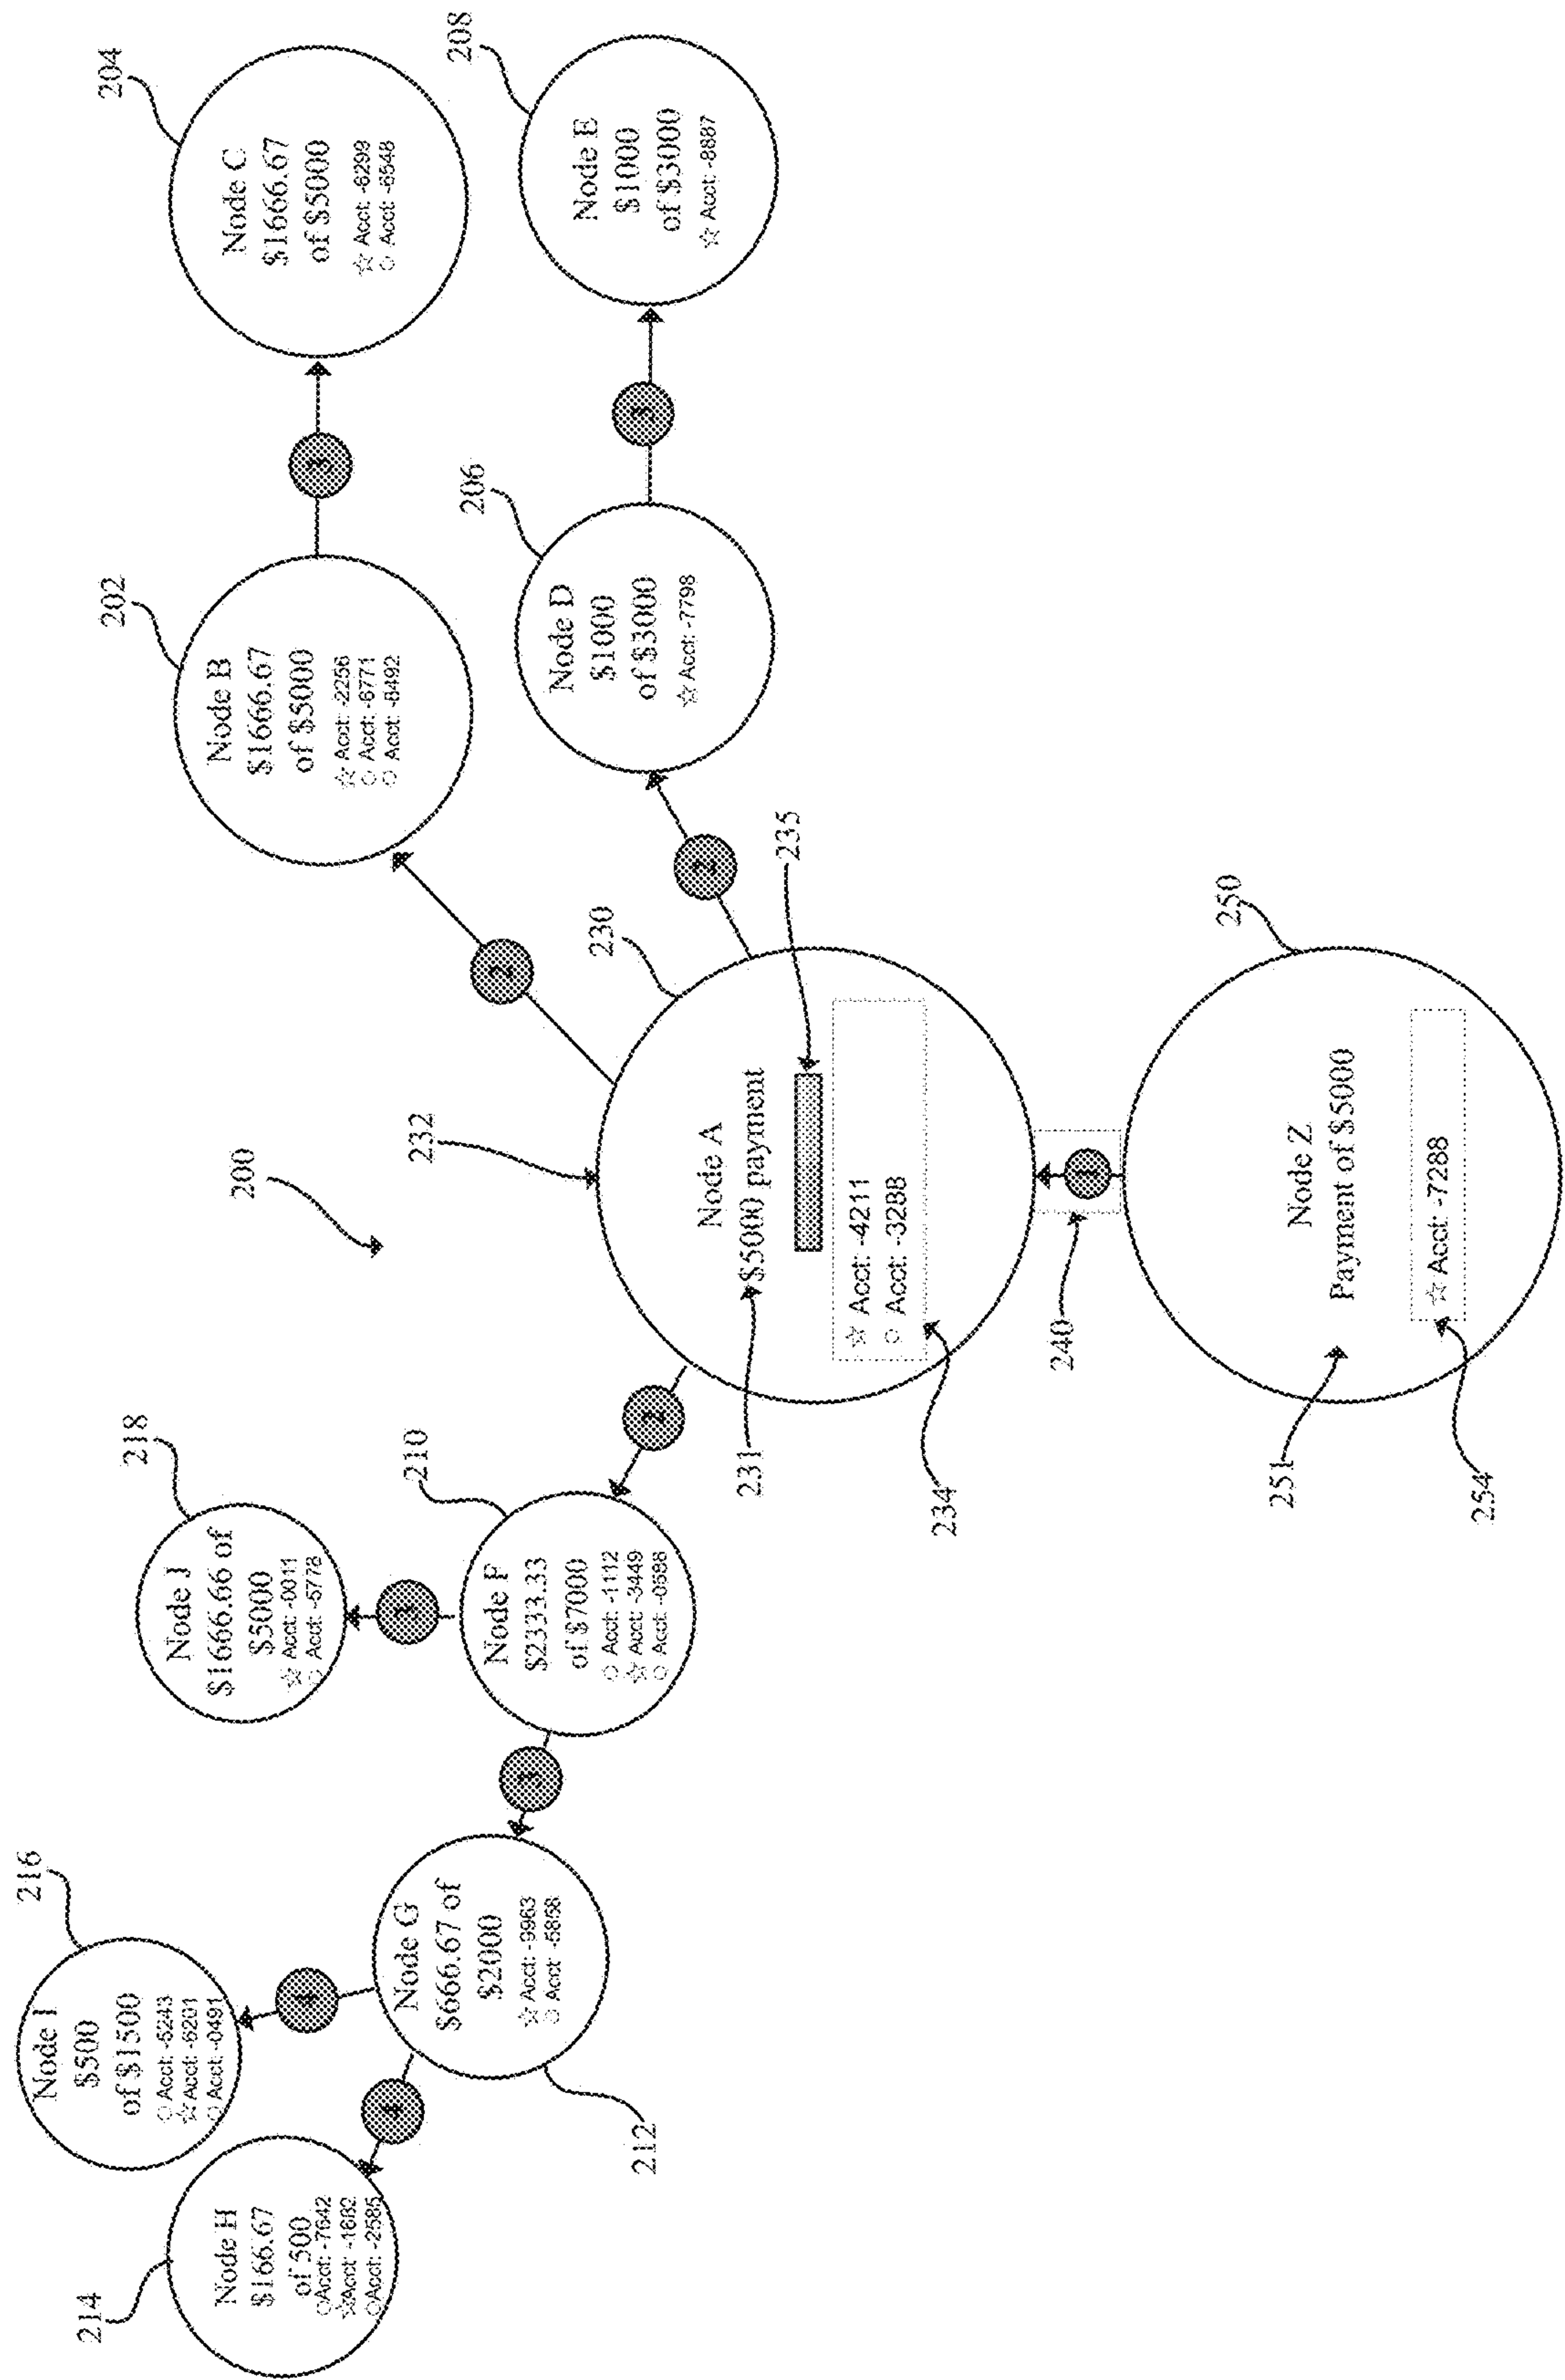 216
Node I
$500
of $1500
○ Acct: -5243
☆ Acct: -6201
○ Acct: -0491
4
214
Node H
$166.67
of 500
○ Acct: -7642
☆ Acct: -1682
○ Acct: -2585
4
212
Node G
$666.67 of
$2000
☆ Acct: -9963
○ Acct: -5858
3
218
Node J
$1666.66 of
$5000
☆ Acct: -0011
○ Acct: -5778
3
210
Node F
$2333.33
of $7000
○ Acct: -1112
☆ Acct: -3449
○ Acct: -0588
2
200
202
Node B
$1666.67
of $5000
☆ Acct: -2256
○ Acct: -6771
○ Acct: -8492
2
3
204
Node C
$1666.67
of $5000
☆ Acct: -6299
○ Acct: -6548
206
Node D
$1000
of $3000
☆ Acct: -7798
2
3
208
Node E
$1000
of $3000
☆ Acct: -8887
232
230
231
Node A
$5000 payment
235
☆ Acct: -4211
○ Acct: -3288
234
240
1
250
251
Node Z
Payment of $5000
☆ Acct: -7288
254